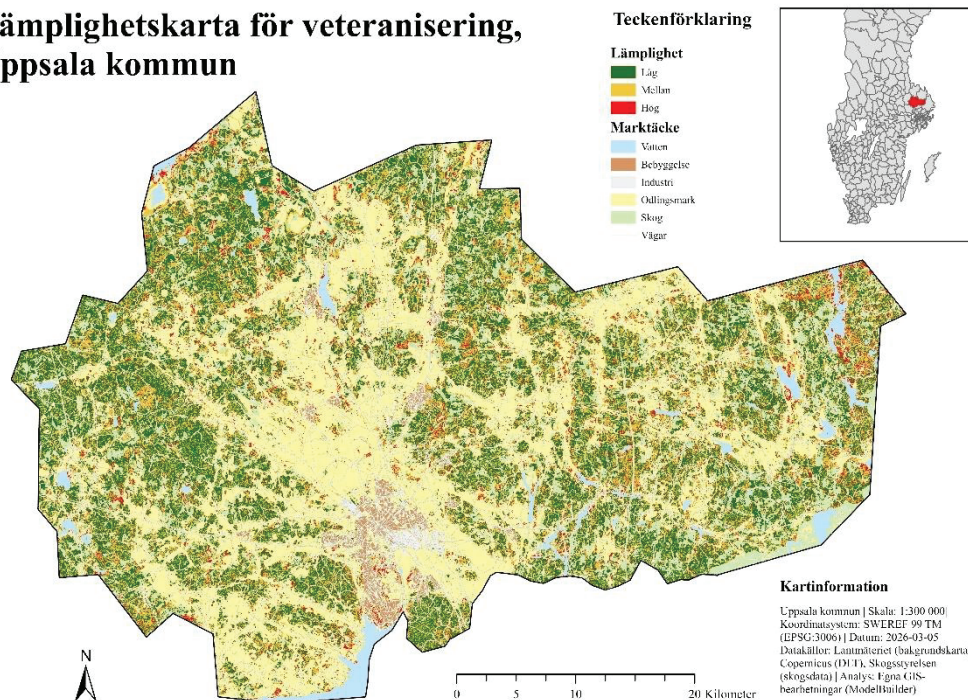 ämplighetskarta för veteranisering,
ppsala kommun
Teckenförklaring
Lämplighet
Låg
Mellan
Hög
Marktäcke
Vatten
Bebyggelse
Industri
Odlingsmark
Skog
Vägar
Kartinformation
Uppsala kommun | Skala: 1:300 000|
Koordinatsystem: SWEREF 99 TM
(EPSG:3006) | Datum: 2026-03-05
Datakällor: Lantmäteriet (bakgrundskarta
Copernicus (DLT), Skogsstyrelsen
(skogsdata) | Analys: Egna GIS-
bearbetningar (ModelBuilder)
N
0 5 10 20 Kilometer